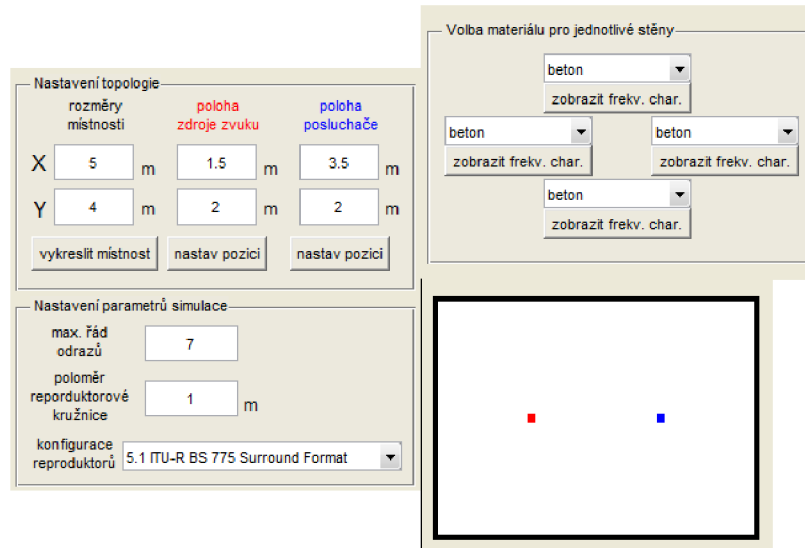 Nastavení topologie
rozměry místnosti
poloha zdroje zvuku
poloha posluchače
X 5 m 1.5 m 3.5 m
Y 4 m 2 m 2 m
vykreslit místnost nastav pozici nastav pozici
Nastavení parametrů simulace
max. řád
odrazů
7
poloměr
reporduktorové
kružnice
1 m
konfigurace
reproduktorů
5.1 ITU-R BS 775 Surround Format
Volba materiálu pro jednotlivé stěny
beton
zobrazit frekv. char.
beton beton
zobrazit frekv. char. zobrazit frekv. char.
beton
zobrazit frekv. char.